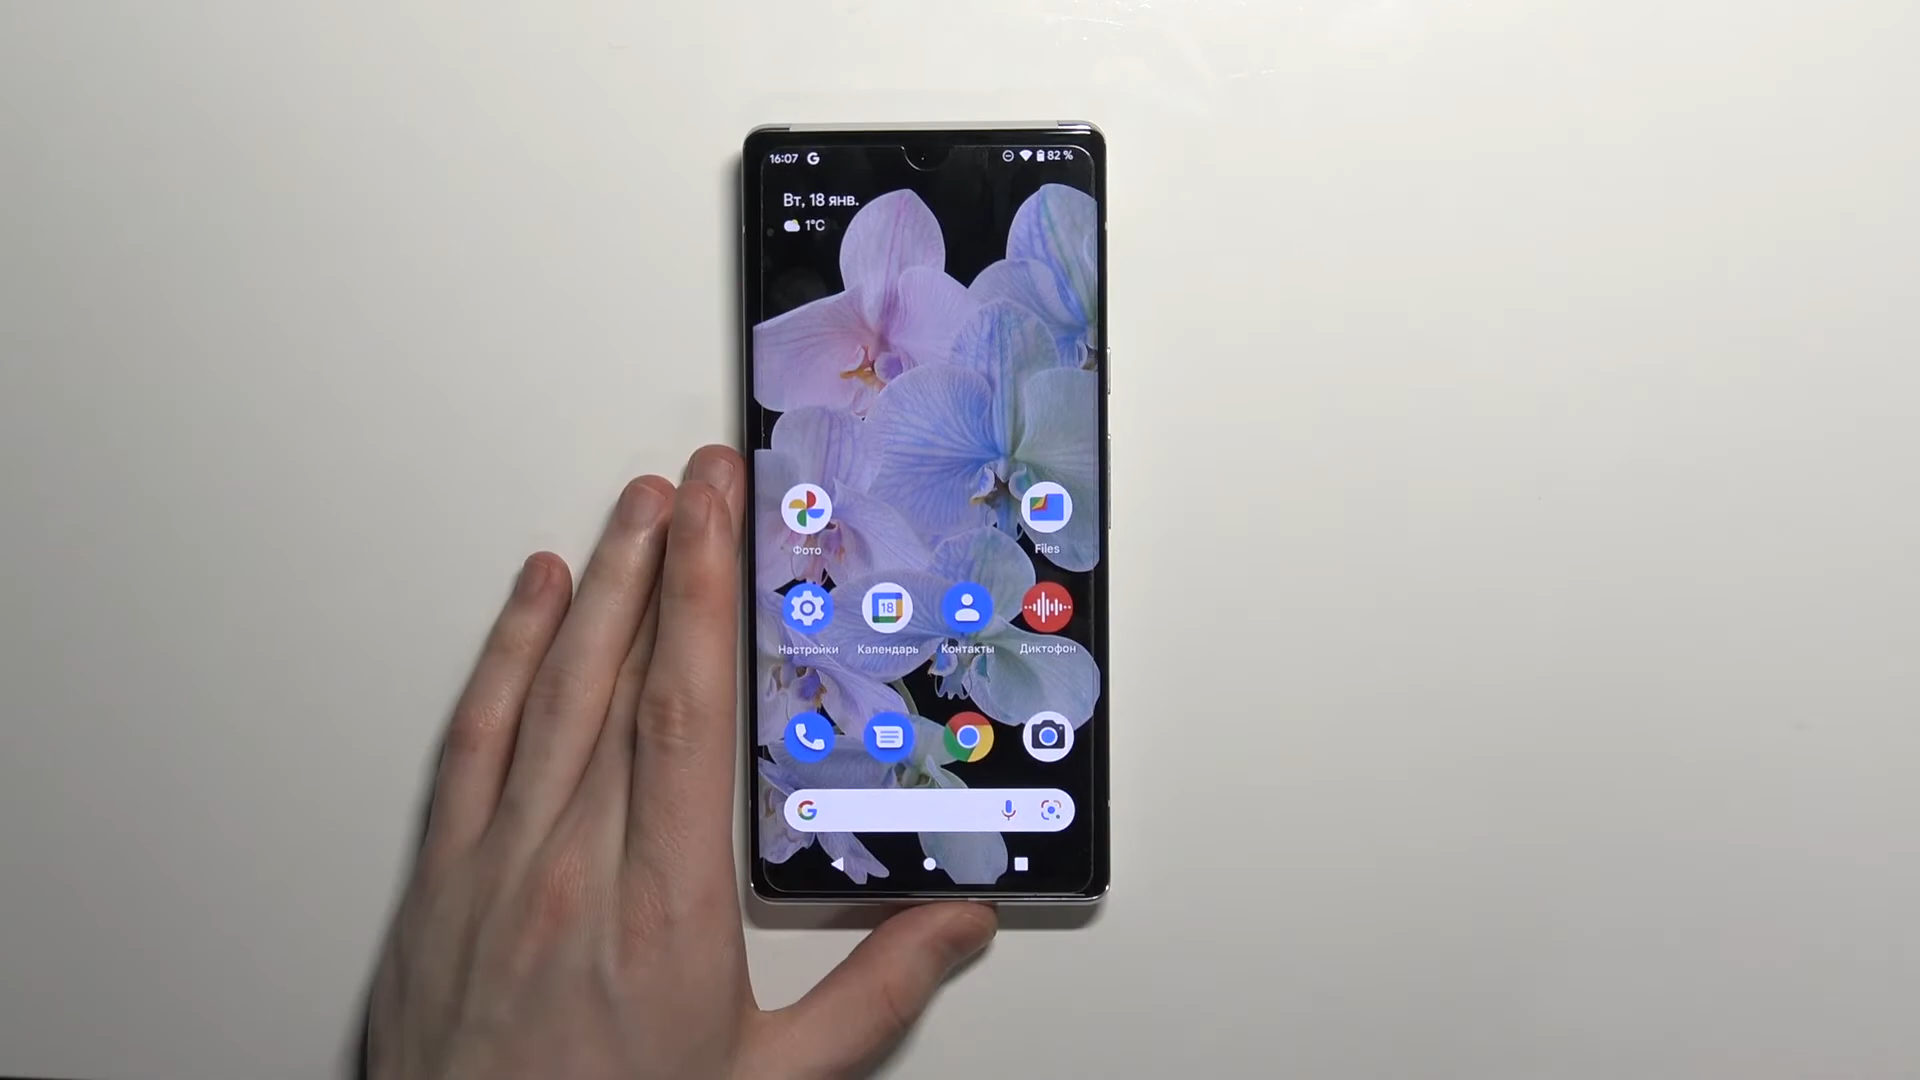 16:07 G
82 %
Вт, 18 янв.
1°C
Фото
Files
18
Настройки
Календарь
Контакты
Диктофон
G